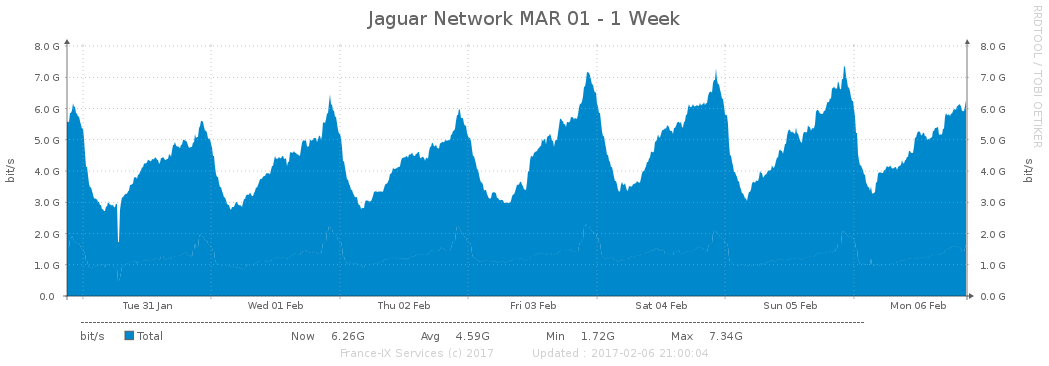 Jaguar Network MAR 01 - 1 Week
RRDTOOL / TOBI OETIKER
8.0 G 8.0 G
7.0 G 7.0 G
6.0 G 6.0 G
5.0 G 5.0 G
4.0 G 4.0 G
3.0 G 3.0 G
2.0 G 2.0 G
1.0 G 1.0 G
0.0 0.0 G
bit/s
bit/s
Tue 31 Jan Wed 01 Feb Thu 02 Feb Fri 03 Feb Sat 04 Feb Sun 05 Feb Mon 06 Feb
bit/s Total Now 6.26G Avg 4.59G Min 1.72G Max 7.34G
France-IX Services (c) 2017 Updated : 2017-02-06 21:00:04